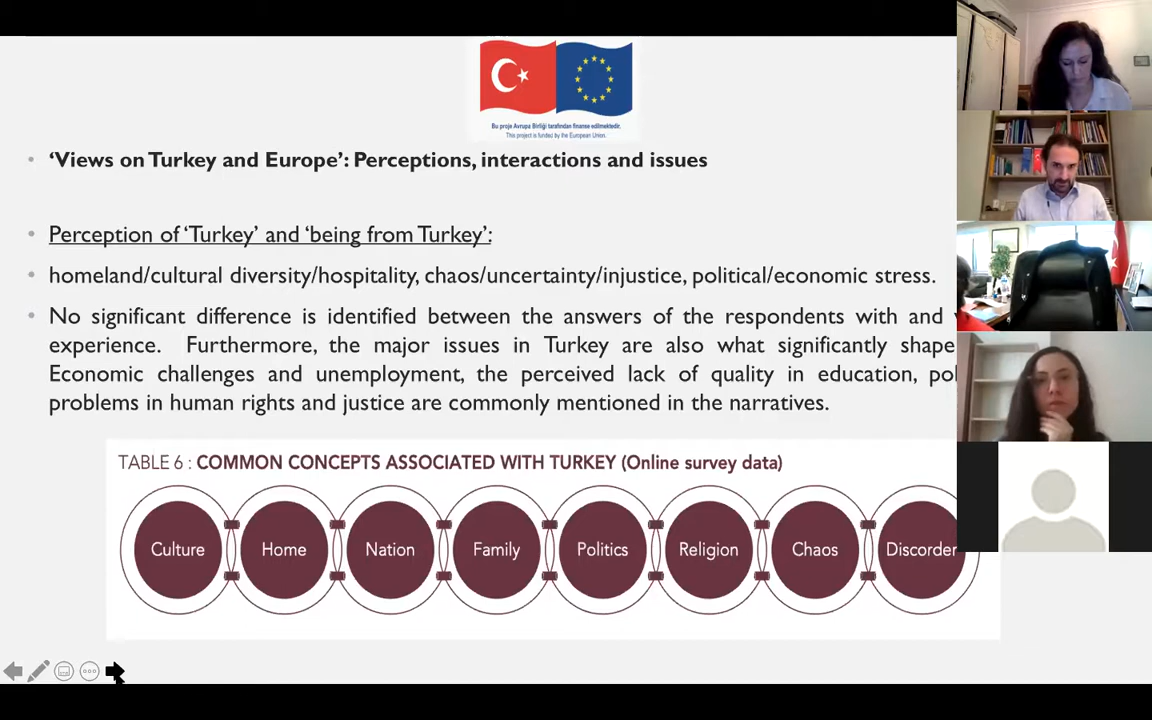 Bu proje Avrupa Birliği tarafından finanse edilmektedir.
This project is funded by the European Union.
‘Views on Turkey and Europe’: Perceptions, interactions and issues
Perception of ‘Turkey’ and ‘being from Turkey’:
homeland/cultural diversity/hospitality, chaos/uncertainty/injustice, political/economic stress.
No significant difference is identified between the answers of the respondents with and
experience. Furthermore, the major issues in Turkey are also what significantly shape
Economic challenges and unemployment, the perceived lack of quality in education,
problems in human rights and justice are commonly mentioned in the narratives.
TABLE 6 : COMMON CONCEPTS ASSOCIATED WITH TURKEY (Online survey data)
Culture Home Nation Family Politics Religion Chaos Discorder